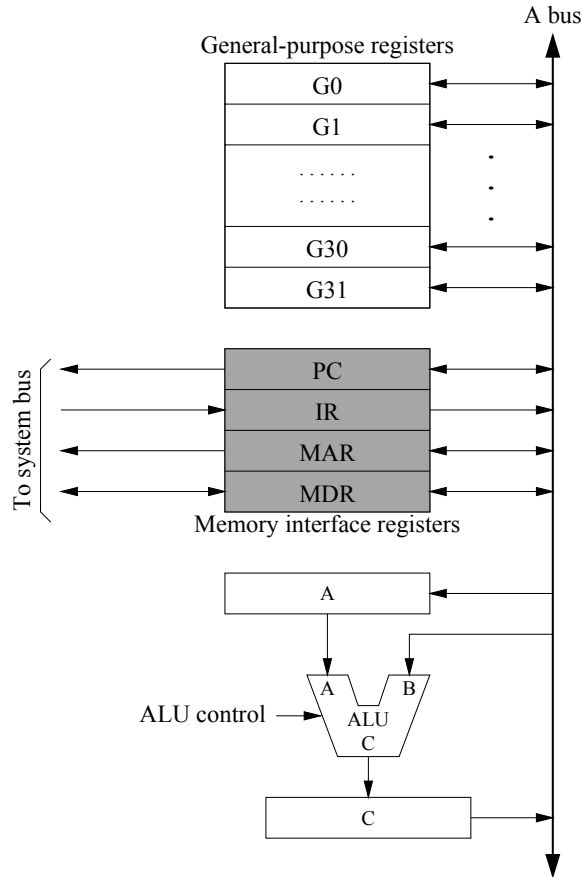 A bus
General-purpose registers
G0
G1
......
......
G30
G31
To system bus
PC
IR
MAR
MDR
Memory interface registers
A
A
B
ALU control
ALU
C
C